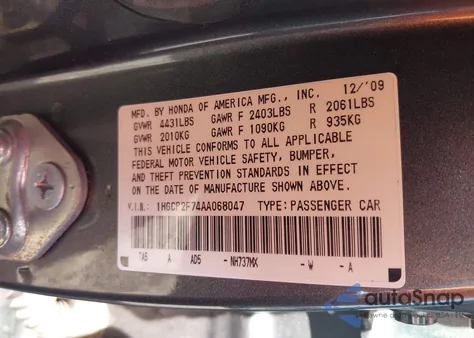 MFD. BY HONDA OF AMERICA MFG., INC. 12/'09
GVWR 4431LBS GAWR F 2403LBS R 2061LBS
GVWR 2010KG GAWR F 1090KG R 935KG
THIS VEHICLE CONFORMS TO ALL APPLICABLE
FEDERAL MOTOR VEHICLE SAFETY, BUMPER,
AND THEFT PREVENTION STANDARDS IN EFFECT
ON THE DATE OF MANUFACTURE SHOWN ABOVE.
V.I.N.: 1HGCP2F74AA068047 TYPE: PASSENGER CAR
TA5 A AD5 -NH737MX -W -A
autoSnap